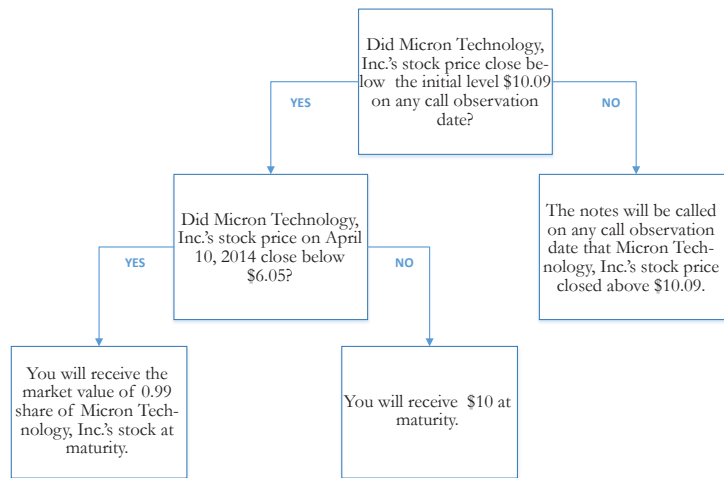 Did Micron Technology,
Inc.'s stock price close be-
low the initial level $10.09
on any call observation
date?
YES
NO
Did Micron Technology,
Inc.'s stock price on April
10, 2014 close below
$6.05?
The notes will be called
on any call observation
date that Micron Tech-
nology, Inc.'s stock price
closed above $10.09.
YES
NO
You will receive the
market value of 0.99
share of Micron Tech-
nology, Inc.'s stock at
maturity.
You will receive $10 at
maturity.